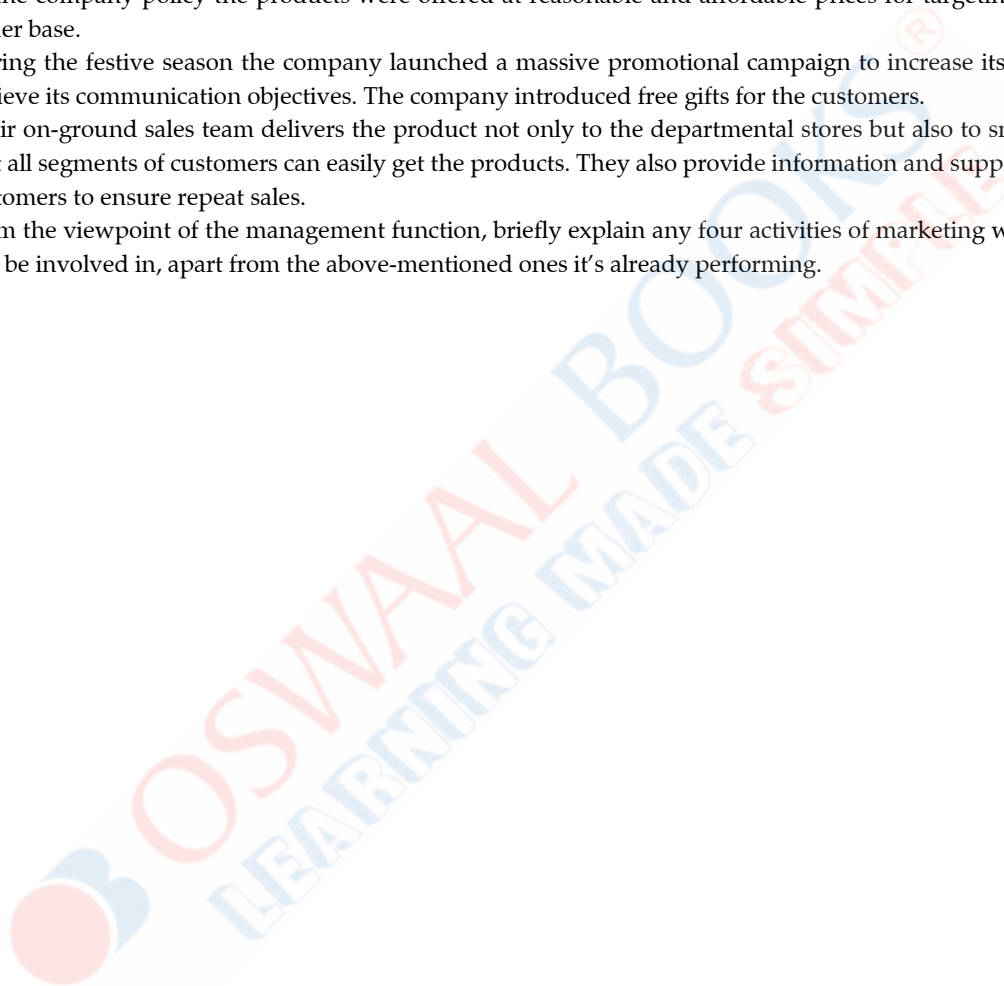 company policy the products were offered at reasonable and affordable prices for targeting
er base.
ring the festive season the company launched a massive promotional campaign to increase its
ieve its communication objectives. The company introduced free gifts for the customers.
ir on-ground sales team delivers the product not only to the departmental stores but also to
all segments of customers can easily get the products. They also provide information and supp
tomers to ensure repeat sales.
m the viewpoint of the management function, briefly explain any four activities of marketing w
be involved in, apart from the above-mentioned ones it’s already performing.
OSWAAL BOOKS ®
LEARNING MADE SIMPLE